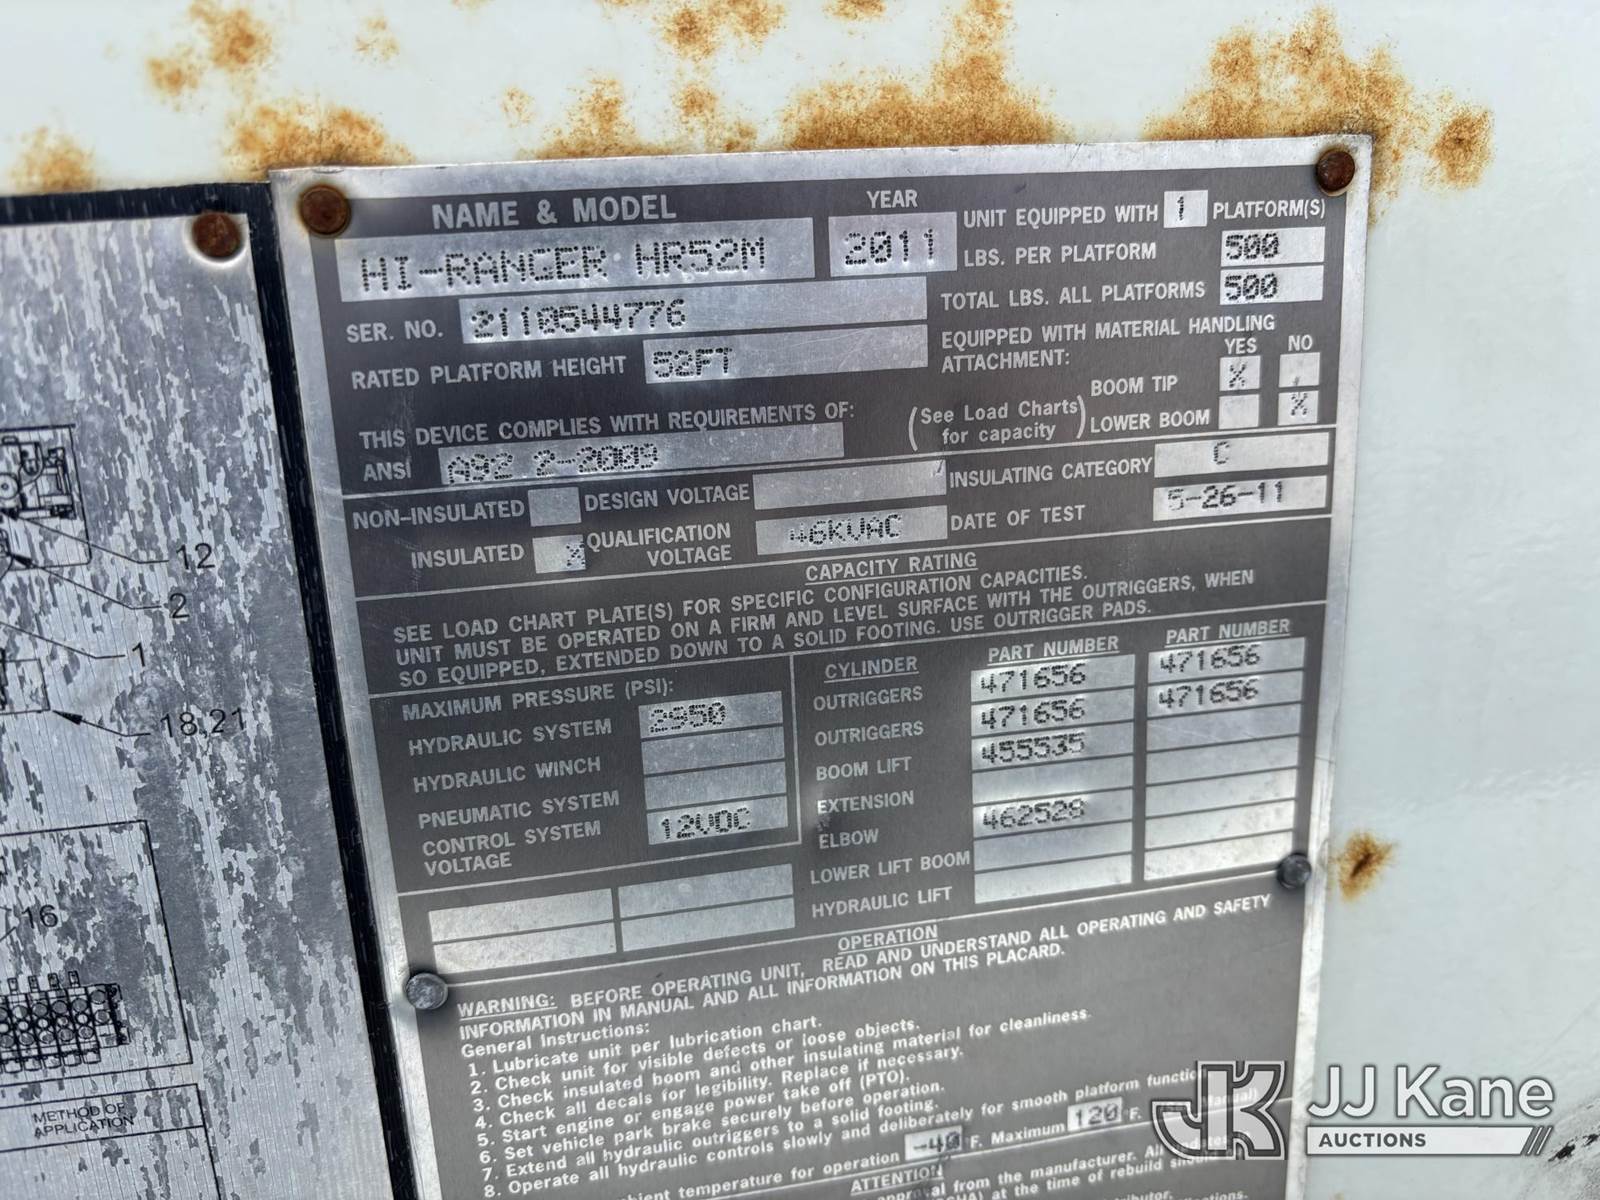 NAME & MODEL
YEAR
HI-RANGER HR52M
2011
UNIT EQUIPPED WITH 1 PLATFORM(S)
LBS. PER PLATFORM 500
TOTAL LBS. ALL PLATFORMS 500
SER. NO. 2110544776
RATED PLATFORM HEIGHT 52FT
EQUIPPED WITH MATERIAL HANDLING
ATTACHMENT:
YES NO
BOOM TIP X
LOWER BOOM X
(See Load Charts
for capacity)
THIS DEVICE COMPLIES WITH REQUIREMENTS OF:
ANSI A92 2-2009
NON-INSULATED
DESIGN VOLTAGE
INSULATING CATEGORY C
INSULATED X
QUALIFICATION
VOLTAGE 46KVAC
DATE OF TEST 5-26-11
CAPACITY RATING
SEE LOAD CHART PLATE(S) FOR SPECIFIC CONFIGURATION CAPACITIES.
UNIT MUST BE OPERATED ON A FIRM AND LEVEL SURFACE WITH THE OUTRIGGERS, WHEN
SO EQUIPPED, EXTENDED DOWN TO A SOLID FOOTING. USE OUTRIGGER PADS.
MAXIMUM PRESSURE (PSI):
HYDRAULIC SYSTEM 2950
HYDRAULIC WINCH
PNEUMATIC SYSTEM
CONTROL SYSTEM
VOLTAGE 12VDC
CYLINDER PART NUMBER PART NUMBER
OUTRIGGERS 471656 471656
OUTRIGGERS 471656 471656
BOOM LIFT 455535
EXTENSION
ELBOW 462528
LOWER LIFT BOOM
HYDRAULIC LIFT
OPERATION
WARNING: BEFORE OPERATING UNIT, READ AND UNDERSTAND ALL OPERATING AND SAFETY
INFORMATION IN MANUAL AND ALL INFORMATION ON THIS PLACARD.
General Instructions:
1. Lubricate unit per lubrication chart.
2. Check unit for visible defects or loose objects.
3. Check insulated boom and other insulating material for cleanliness.
4. Check all decals for legibility. Replace if necessary.
5. Start engine or engage power take off (PTO).
6. Set vehicle park brake securely before operation.
7. Extend all hydraulic outriggers to a solid footing.
8. Operate all hydraulic controls slowly and deliberately for smooth platform
temperature for operation -40 °F. Maximum 120 °F.
ATTENTION
from the manufacturer.
at the time of rebuild
12
2
1
18,21
16
METHOD OF
APPLICATION
JK JJ Kane
AUCTIONS